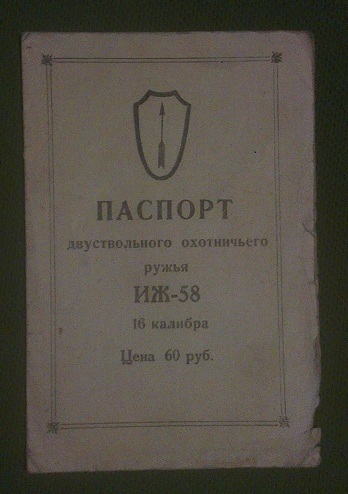 ПАСПОРТ
двуствольного охотничьего
ружья
ИЖ-58
16 калибра
Цена 60 руб.